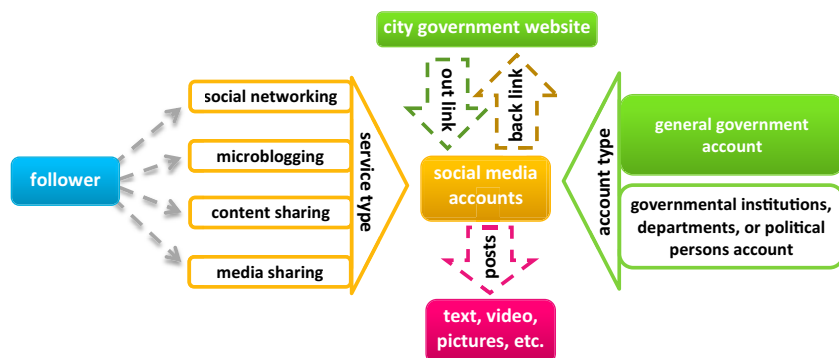 city government website
out link
back link
social networking
microblogging
content sharing
media sharing
follower
service type
social media
accounts
account type
general government
account
governmental institutions,
departments, or political
persons account
posts
text, video,
pictures, etc.